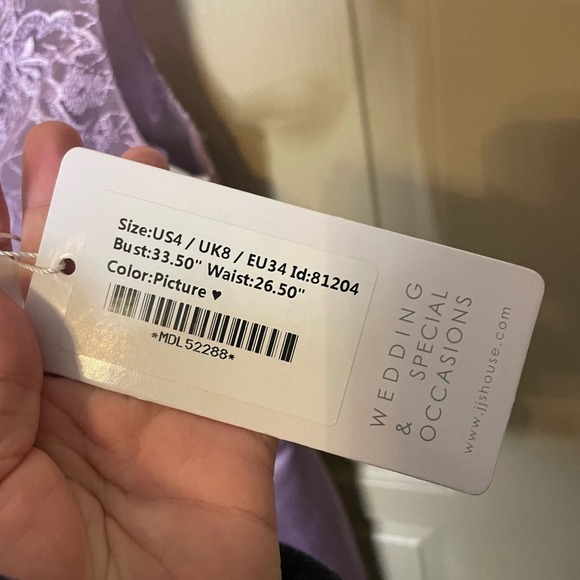 Size:US4 / UK8 / EU34 Id:81204
Bust:33.50" Waist:26.50"
Color:Picture ♥
*MDL52288*
WEDDING
& SPECIAL
OCCASIONS
www.jjshouse.com